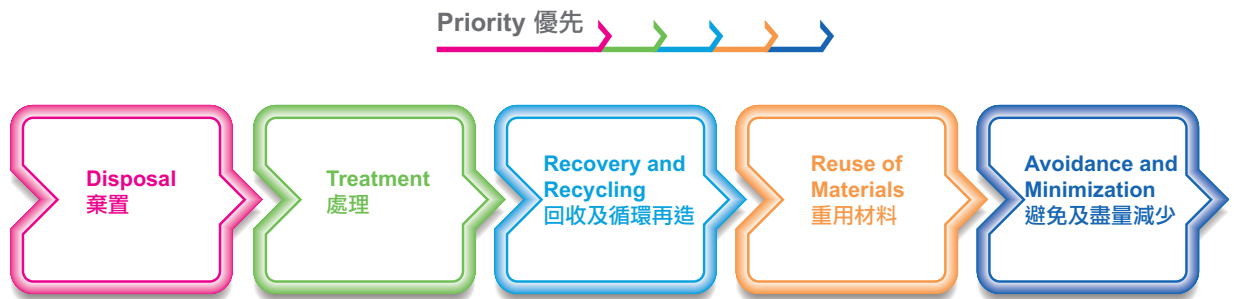 Priority 優先
Disposal
棄置
Treatment
處理
Recovery and
Recycling
回收及循環再造
Reuse of
Materials
重用材料
Avoidance and
Minimization
避免及盡量減少